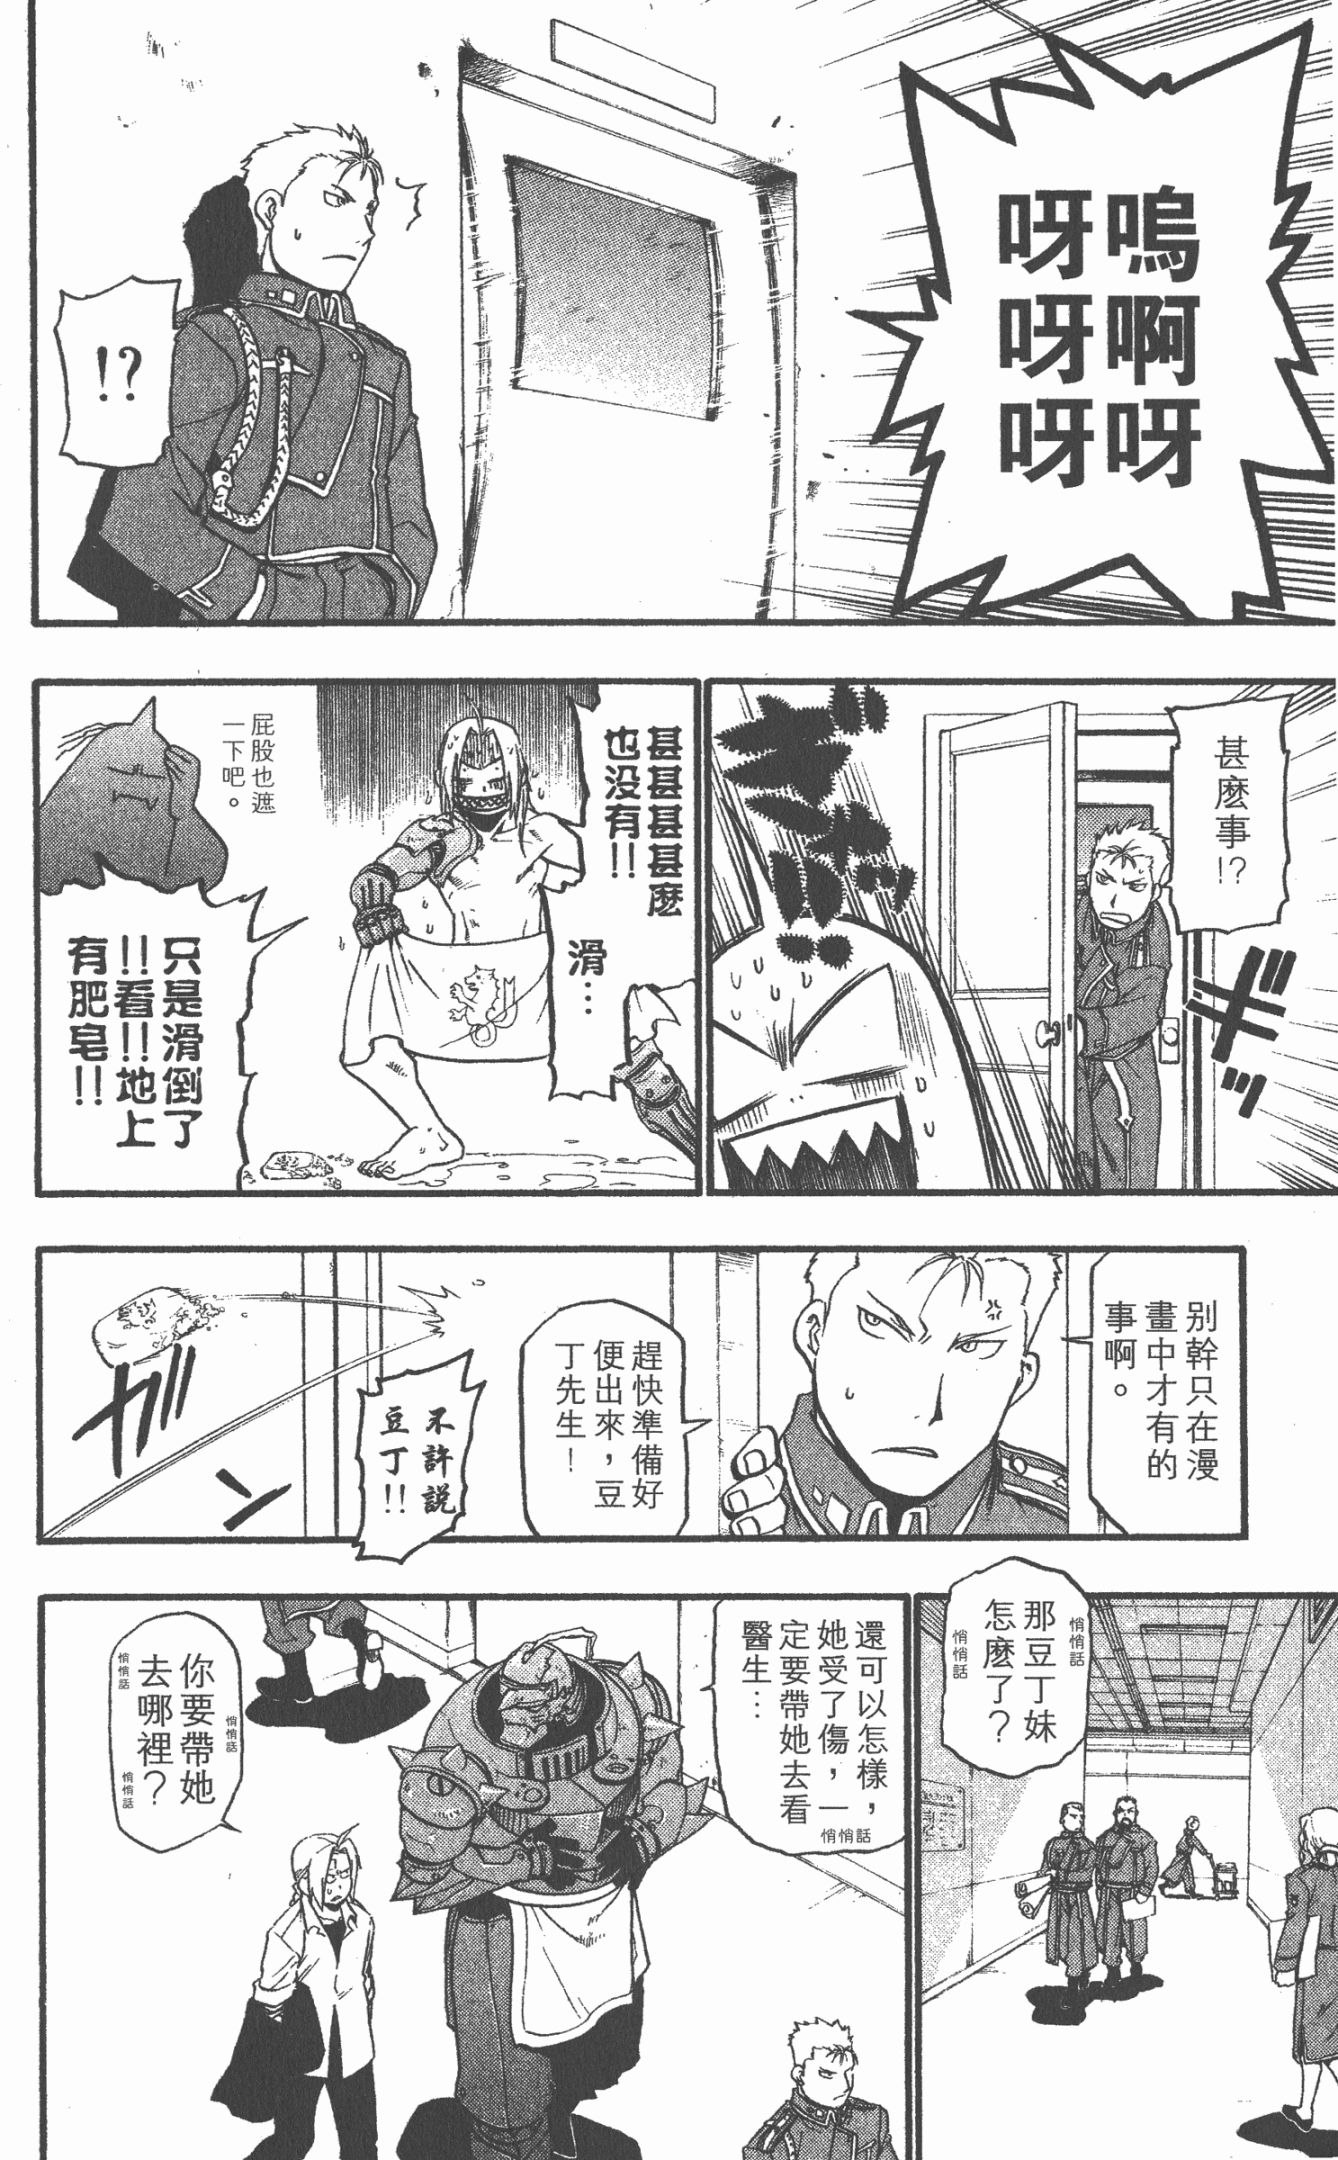 嗚啊呀
呀呀呀
!?
甚麼事!?
ギッ
甚甚甚甚麼
也没有!!
滑…
屁股也遮
一下吧。
只是滑倒了
!!看!!地上
有肥皂!!
別幹只在漫
畫中才有的
事啊。
趕快準備好
便出來，豆
丁先生！
不許說
豆丁!!
ガン
那豆丁妹
怎麼了？
悄悄話
悄悄話
還可以怎樣，
她受了傷，一
定要帶她去看
醫生…
悄悄話
你要帶她
去哪裡？
悄悄話
悄悄話
悄悄話